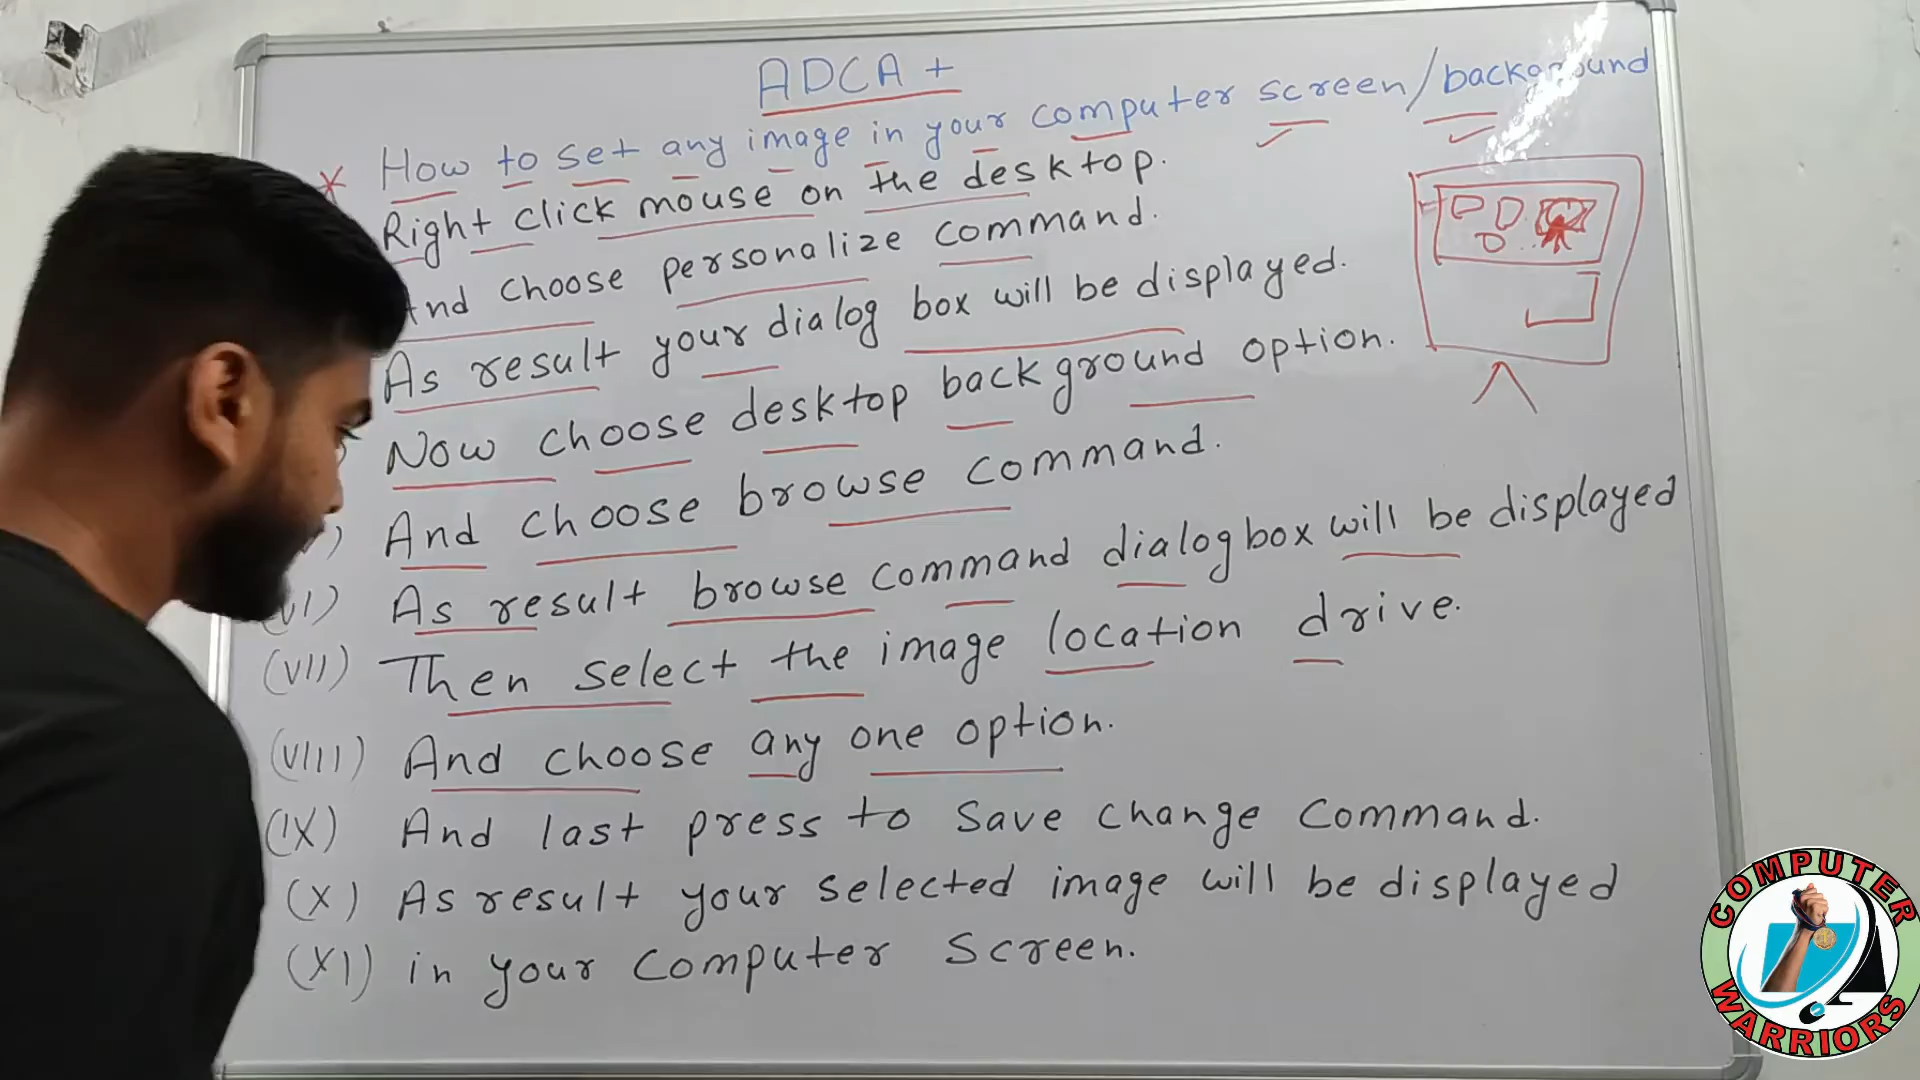 ADCA +
* How to set any image in your computer screen/background
Right click mouse on the desktop.
And choose personalize command.
As result your dialog box will be displayed.
Now choose desktop background option.
And choose browse command.
(VI) As result browse command dialog box will be displayed
(VII) Then select the image location drive.
(VIII) And choose any one option.
(IX) And last press to save change command.
(X) As result your selected image will be displayed
(XI) in your computer screen.
COMPUTER
WARRIORS